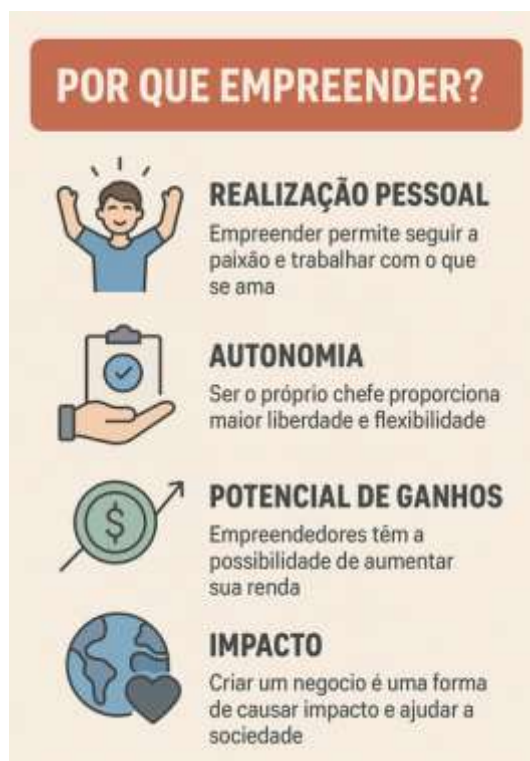 POR QUE EMPREENDER?
REALIZAÇÃO PESSOAL
Empreender permite seguir a
paixão e trabalhar com o que
se ama
AUTONOMIA
Ser o próprio chefe proporciona
maior liberdade e flexibilidade
POTENCIAL DE GANHOS
Empreendedores têm a
possibilidade de aumentar
sua renda
IMPACTO
Criar um negocio é uma forma
de causar impacto e ajudar a
sociedade